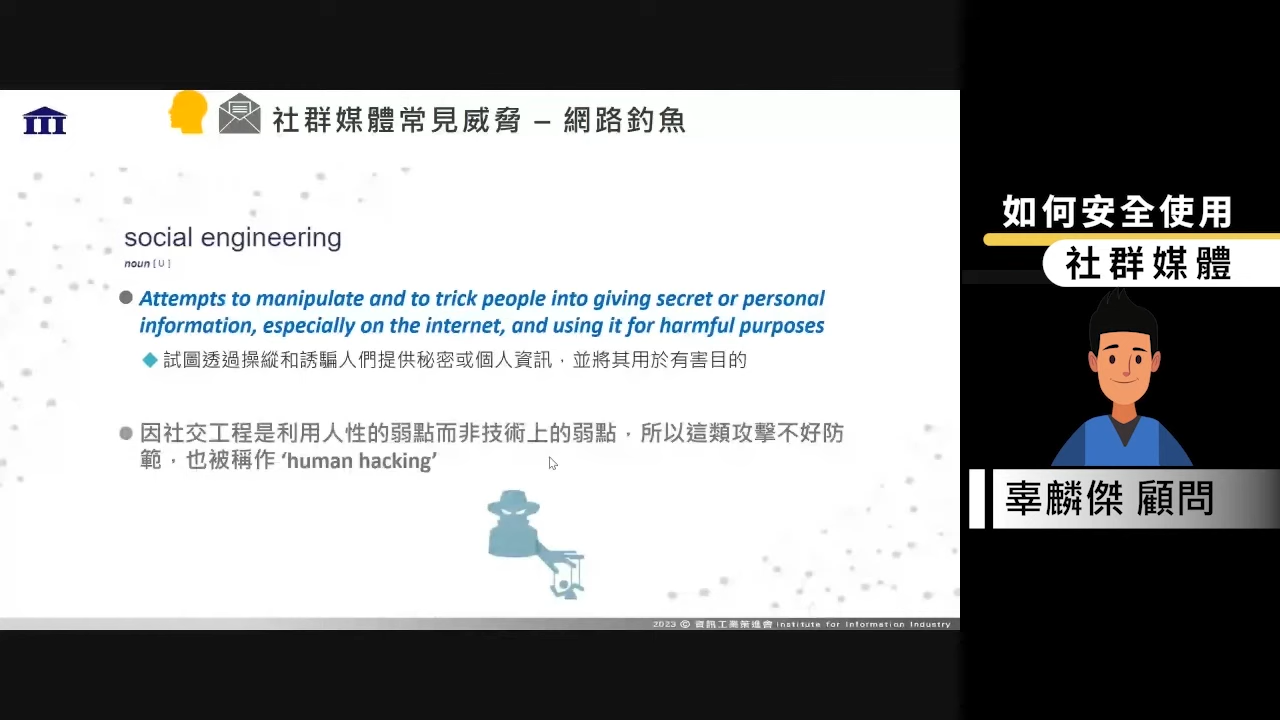 社群媒體常見威脅 – 網路釣魚
social engineering
noun [ U ]
Attempts to manipulate and to trick people into giving secret or personal
information, especially on the internet, and using it for harmful purposes
試圖透過操縱和誘騙人們提供秘密或個人資訊，並將其用於有害目的
因社交工程是利用人性的弱點而非技術上的弱點，所以這類攻擊不好防
範，也被稱作 ‘human hacking’
2023 © 資訊工業策進會 Institute for Information Industry
如何安全使用
社群媒體
辜麟傑 顧問